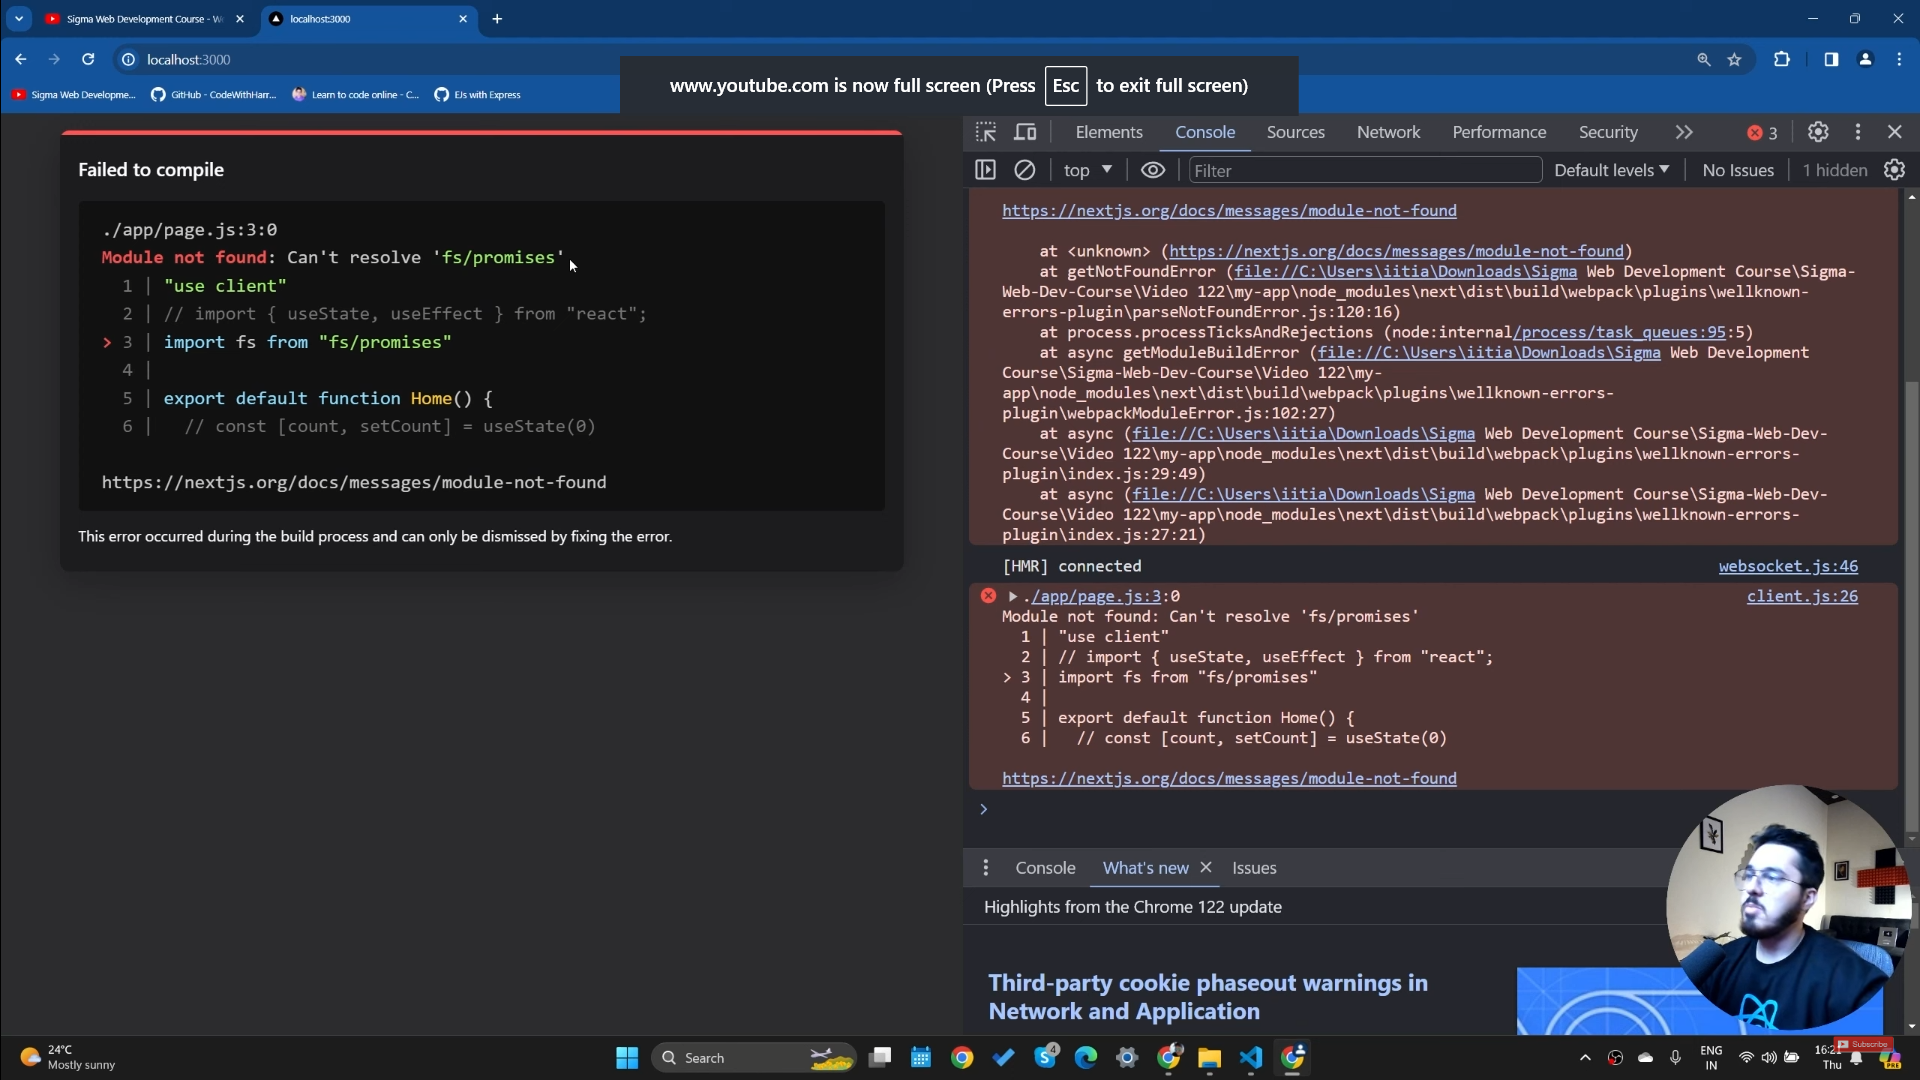 Sigma Web Development Course - W
localhost:3000
localhost:3000
www.youtube.com is now full screen (Press Esc to exit full screen)
Sigma Web Developme...
GitHub - CodeWithHarr...
Learn to code online - C...
EJs with Express
Elements
Console
Sources
Network
Performance
Security
3
top
Filter
Default levels
No Issues
1 hidden
Failed to compile
./app/page.js:3:0
Module not found: Can't resolve 'fs/promises'
1 | "use client"
2 | // import { useState, useEffect } from "react";
> 3 | import fs from "fs/promises"
4 |
5 | export default function Home() {
6 | // const [count, setCount] = useState(0)
https://nextjs.org/docs/messages/module-not-found
This error occurred during the build process and can only be dismissed by fixing the error.
https://nextjs.org/docs/messages/module-not-found
at <unknown> (https://nextjs.org/docs/messages/module-not-found)
at getNotFoundError (file://C:\Users\iitia\Downloads\Sigma Web Development Course\Sigma-
Web-Dev-Course\Video 122\my-app\node_modules\next\dist\build\webpack\plugins\wellknown-
errors-plugin\parseNotFoundError.js:120:16)
at process.processTicksAndRejections (node:internal/process/task_queues:95:5)
at async getModuleBuildError (file://C:\Users\iitia\Downloads\Sigma Web Development
Course\Sigma-Web-Dev-Course\Video 122\my-
app\node_modules\next\dist\build\webpack\plugins\wellknown-errors-
plugin\webpackModuleError.js:102:27)
at async (file://C:\Users\iitia\Downloads\Sigma Web Development Course\Sigma-Web-Dev-
Course\Video 122\my-app\node_modules\next\dist\build\webpack\plugins\wellknown-errors-
plugin\index.js:29:49)
at async (file://C:\Users\iitia\Downloads\Sigma Web Development Course\Sigma-Web-Dev-
Course\Video 122\my-app\node_modules\next\dist\build\webpack\plugins\wellknown-errors-
plugin\index.js:27:21)
[HMR] connected websocket.js:46
./app/page.js:3:0 client.js:26
Module not found: Can't resolve 'fs/promises'
1 | "use client"
2 | // import { useState, useEffect } from "react";
> 3 | import fs from "fs/promises"
4 |
5 | export default function Home() {
6 | // const [count, setCount] = useState(0)
https://nextjs.org/docs/messages/module-not-found
Console
What's new
Issues
Highlights from the Chrome 122 update
Third-party cookie phaseout warnings in
Network and Application
24°C
Mostly sunny
Search
4
ENG
IN
16:2
Thu
Subscribe
PRE